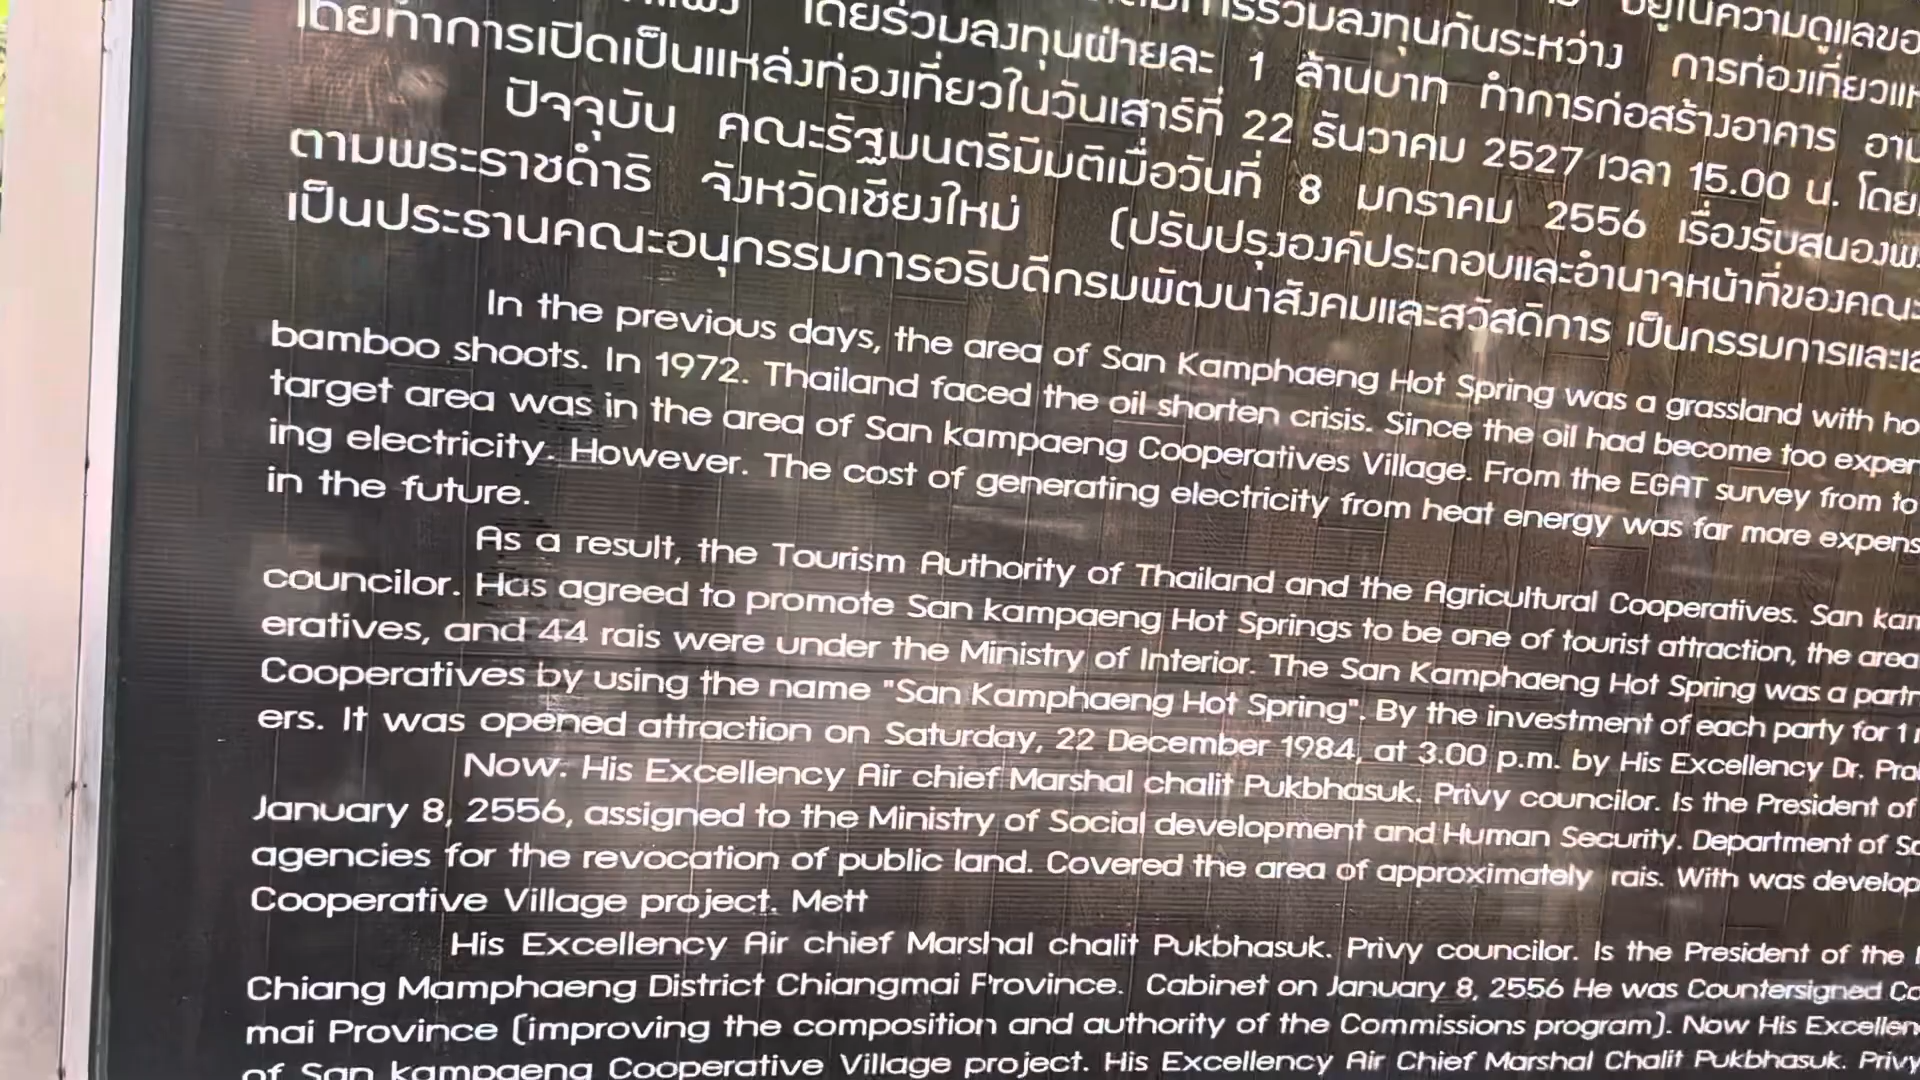 โดยร่วมลงทุนฝ่ายละ 1 ล้านบาท ทำการก่อสร้างอาคาร
โดยทำการเปิดเป็นแหล่งท่องเที่ยวในวันเสาร์ที่ 22 ธันวาคม 2527 เวลา 15.00 น.
ปัจจุบัน คณะรัฐมนตรีมีมติเมื่อวันที่ 8 มกราคม 2556 เรื่องรับสนอง
ตามพระราชดำริ จังหวัดเชียงใหม่ (ปรับปรุงองค์ประกอบและอำนาจหน้าที่ของ
เป็นประธานคณะอนุกรรมการอธิบดีกรมพัฒนาสังคมและสวัสดิการ
In the previous days, the area of San Kamphaeng Hot Spring was a grassland with
bamboo shoots. In 1972. Thailand faced the oil shorten crisis. Since the oil had become too
target area was in the area of San kampaeng Cooperatives Village. From the EGAT survey from
ing electricity. However. The cost of generating electricity from heat energy was far more
in the future.
As a result, the Tourism Authority of Thailand and the Agricultural Cooperatives. San
councilor. Has agreed to promote San kampaeng Hot Springs to be one of tourist attraction, the area
eratives, and 44 rais were under the Ministry of Interior. The San Kamphaeng Hot Spring was a
Cooperatives by using the name "San Kamphaeng Hot Spring". By the investment of each party for 1
ers. It was opened attraction on Saturday, 22 December 1984, at 3.00 p.m. by His Excellency Dr.
Now. His Excellency Air chief Marshal chalit Pukbhasuk. Privy councilor. Is the President of
January 8, 2556, assigned to the Ministry of Social development and Human Security. Department of
agencies for the revocation of public land. Covered the area of approximately rais. With was
Cooperative Village project. Mett
His Excellency Air chief Marshal chalit Pukbhasuk. Privy councilor. Is the President of the
Chiang Mamphaeng District Chiangmai Province. Cabinet on January 8, 2556 He was Countersigned
mai Province (improving the composition and authority of the Commissions program). Now His
of San kampaeng Cooperative Village project. His Excellency Air Chief Marshal Chalit Pukbhasuk.